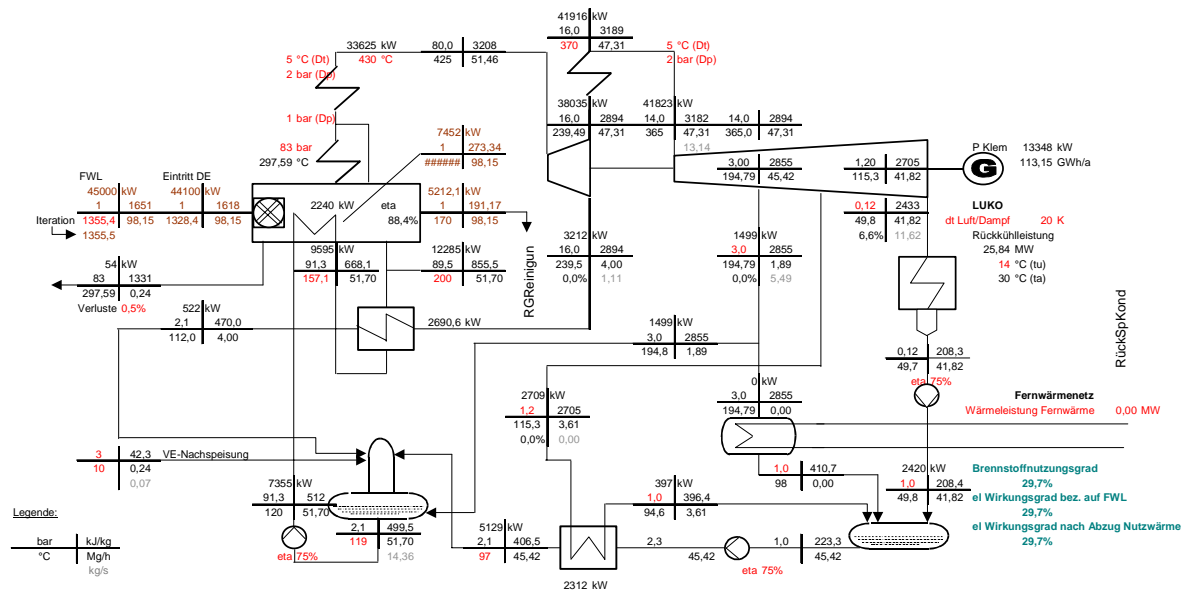 41916 kW
16,0 3189
370 47,31
33625 kW
80,0 3208
5 °C (Dt) 430 °C
425 51,46
5 °C (Dt)
2 bar (Dp)
2 bar (Dp)
1 bar (Dp)
83 bar
297,59 °C
7452 kW
1 273,34
###### 98,15
38035 kW
16,0 2894
239,49 47,31
41823 kW
14,0 3182
365 47,31
13,14
14,0 2894
365,0 47,31
3,00 2855
194,79 45,42
1,20 2705
115,3 41,82
P Klem 13348 kW
113,15 GWh/a
G
FWL
45000 kW
1 1651
1355,4 98,15
Iteration
1355,5
Eintritt DE
44100 kW
1 1618
1328,4 98,15
2240 kW
eta
88,4%
5212,1 kW
1 191,17
170 98,15
RGReinigun
0,12 2433
49,8 41,82
6,6% 11,62
LUKO
dt Luft/Dampf 20 K
Rückkühlleistung
25,84 MW
14 °C (tu)
30 °C (ta)
54 kW
83 1331
297,59 0,24
Verluste 0,5%
9595 kW
91,3 668,1
157,1 51,70
12285 kW
89,5 855,5
200 51,70
3212 kW
16,0 2894
239,5 4,00
0,0% 1,11
1499 kW
3,0 2855
194,79 1,89
0,0% 5,49
522 kW
2,1 470,0
112,0 4,00
2690,6 kW
1499 kW
3,0 2855
194,8 1,89
RückSpKond
0,12 208,3
49,7 41,82
eta 75%
0 kW
3,0 2855
194,79 0,00
Fernwärmenetz
Wärmeleistung Fernwärme 0,00 MW
2709 kW
1,2 2705
115,3 3,61
0,0% 0,00
3 42,3 VE-Nachspeisung
10 0,24
0,07
1,0 410,7
98 0,00
2420 kW
1,0 208,4
49,8 41,82
Brennstoffnutzungsgrad
29,7%
el Wirkungsgrad bez. auf FWL
29,7%
el Wirkungsgrad nach Abzug Nutzwärme
29,7%
7355 kW
91,3 512
120 51,70
397 kW
1,0 396,4
94,6 3,61
Legende:
bar kJ/kg
°C Mg/h
kg/s
2,1 499,5
119 51,70
14,36
eta 75%
5129 kW
2,1 406,5
97 45,42
2312 kW
2,3 1,0 223,3
45,42 45,42
eta 75%